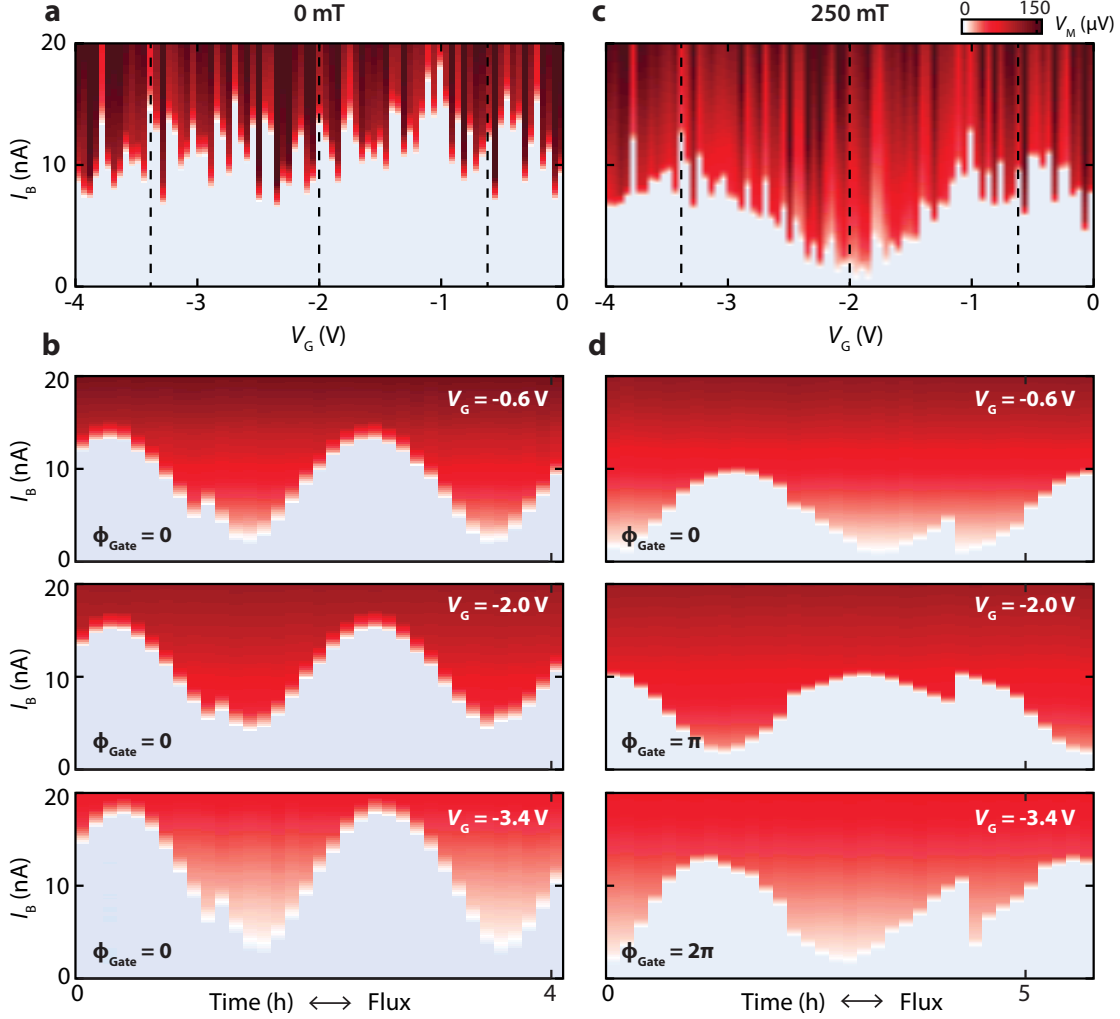 a 0 mT c 250 mT 0 150 V_M (µV)
20
10
0
I_B (nA)
-4 -3 -2 -1 0
V_G (V)
-4 -3 -2 -1 0
V_G (V)
b d
20
10
0
I_B (nA)
V_G = -0.6 V
ϕ_Gate = 0
V_G = -0.6 V
ϕ_Gate = 0
20
10
0
I_B (nA)
V_G = -2.0 V
ϕ_Gate = 0
V_G = -2.0 V
ϕ_Gate = π
20
10
0
I_B (nA)
V_G = -3.4 V
ϕ_Gate = 0
V_G = -3.4 V
ϕ_Gate = 2π
0 4 0 5
Time (h) ↔ Flux Time (h) ↔ Flux